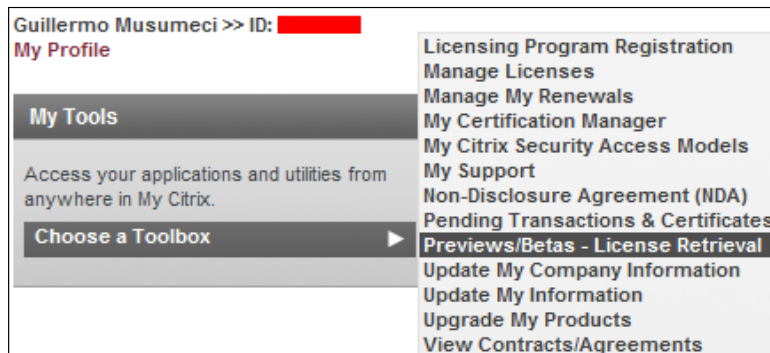 Guillermo Musumeci >> ID:
My Profile
My Tools
Access your applications and utilities from
anywhere in My Citrix.
Choose a Toolbox
Licensing Program Registration
Manage Licenses
Manage My Renewals
My Certification Manager
My Citrix Security Access Models
My Support
Non-Disclosure Agreement (NDA)
Pending Transactions & Certificates
Previews/Betas - License Retrieval
Update My Company Information
Update My Information
Upgrade My Products
View Contracts/Agreements